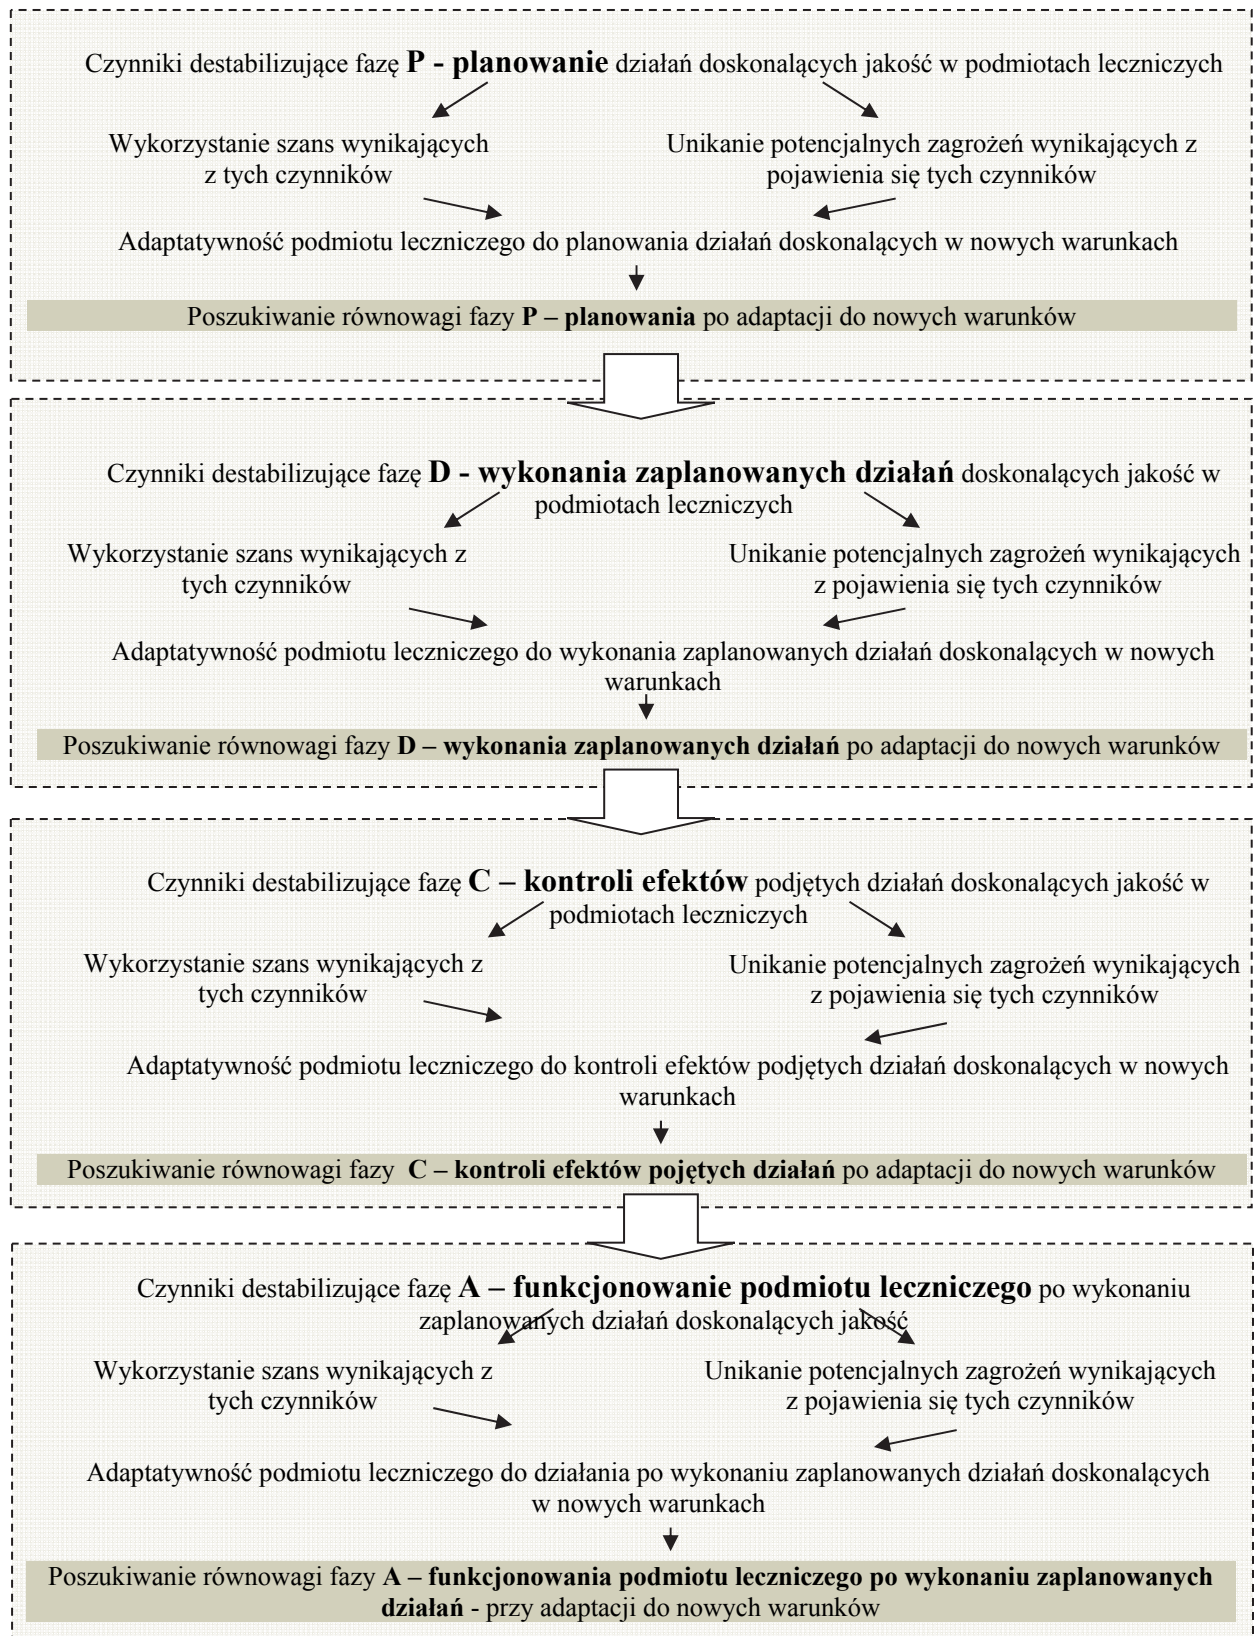 Czynniki destabilizujące fazę P - planowanie działań doskonalących jakość w podmiotach leczniczych
Wykorzystanie szans wynikających
z tych czynników
Unikanie potencjalnych zagrożeń wynikających z
pojawienia się tych czynników
Adaptatywność podmiotu leczniczego do planowania działań doskonalących w nowych warunkach
Poszukiwanie równowagi fazy P – planowania po adaptacji do nowych warunków
Czynniki destabilizujące fazę D - wykonania zaplanowanych działań doskonalących jakość w
podmiotach leczniczych
Wykorzystanie szans wynikających z
tych czynników
Unikanie potencjalnych zagrożeń wynikających
z pojawienia się tych czynników
Adaptatywność podmiotu leczniczego do wykonania zaplanowanych działań doskonalących w nowych
warunkach
Poszukiwanie równowagi fazy D – wykonania zaplanowanych działań po adaptacji do nowych warunków
Czynniki destabilizujące fazę C – kontroli efektów podjętych działań doskonalących jakość w
podmiotach leczniczych
Wykorzystanie szans wynikających z
tych czynników
Unikanie potencjalnych zagrożeń wynikających
z pojawienia się tych czynników
Adaptatywność podmiotu leczniczego do kontroli efektów podjętych działań doskonalących w nowych
warunkach
Poszukiwanie równowagi fazy C – kontroli efektów pojętych działań po adaptacji do nowych warunków
Czynniki destabilizujące fazę A – funkcjonowanie podmiotu leczniczego po wykonaniu
zaplanowanych działań doskonalących jakość
Wykorzystanie szans wynikających z
tych czynników
Unikanie potencjalnych zagrożeń wynikających
z pojawienia się tych czynników
Adaptatywność podmiotu leczniczego do działania po wykonaniu zaplanowanych działań doskonalących
w nowych warunkach
Poszukiwanie równowagi fazy A – funkcjonowania podmiotu leczniczego po wykonaniu zaplanowanych
działań - przy adaptacji do nowych warunków